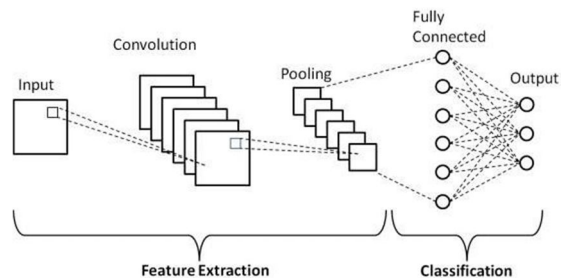 Input
Convolution
Pooling
Fully
Connected
Output
Feature Extraction
Classification